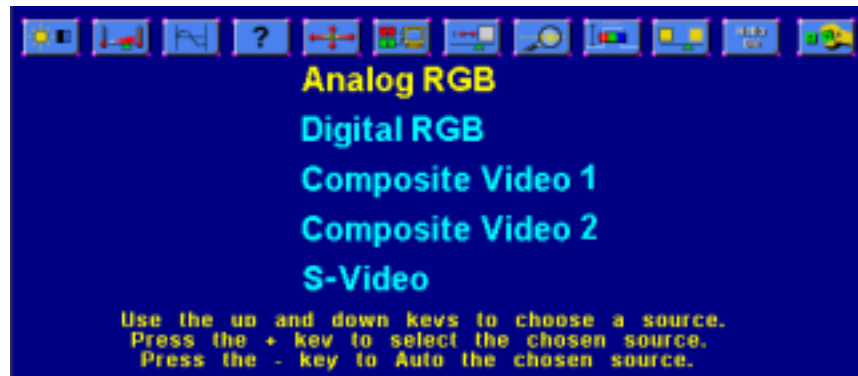 ?
Analog RGB
Digital RGB
Composite Video 1
Composite Video 2
S-Video
Use the up and down keys to choose a source.
Press the + key to select the chosen source.
Press the - key to Auto the chosen source.